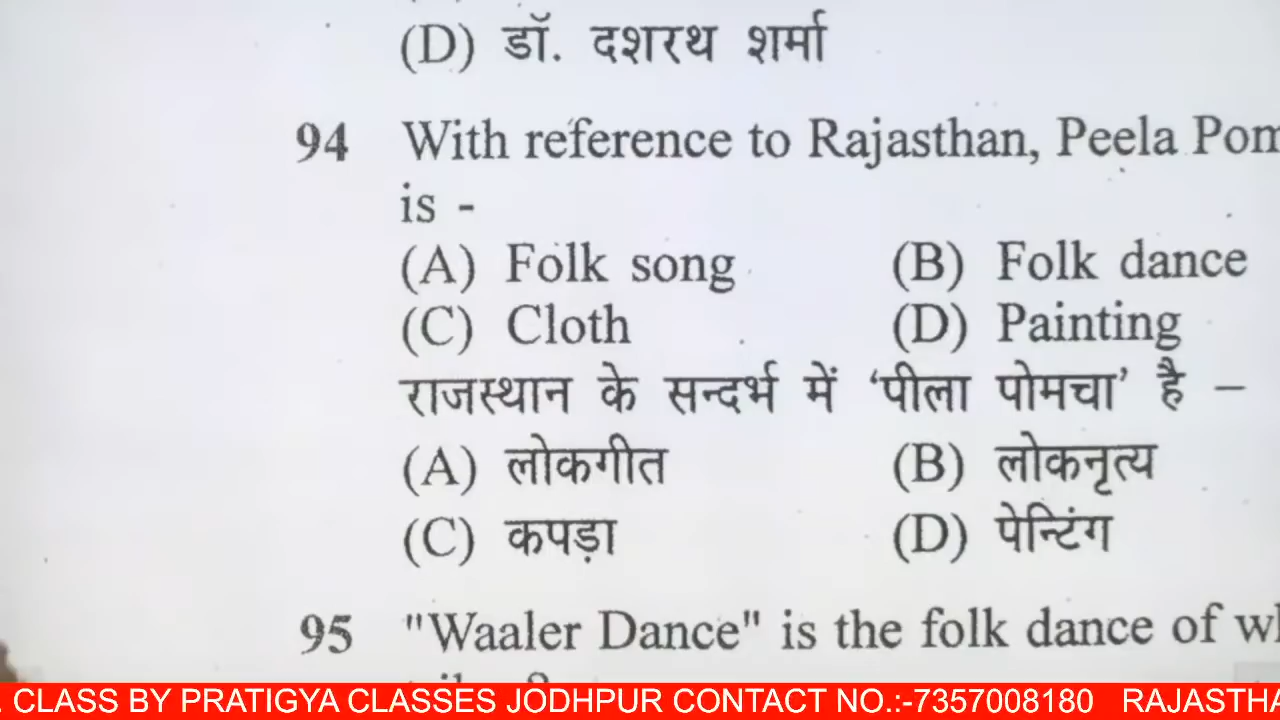 (D) डॉ. दशरथ शर्मा
94 With reference to Rajasthan, Peela
is -
(A) Folk song (B) Folk dance
(C) Cloth (D) Painting
राजस्थान के सन्दर्भ में ‘पीला पोमचा’ है –
(A) लोकगीत (B) लोकनृत्य
(C) कपड़ा (D) पेन्टिंग
95 "Waaler Dance" is the folk dance of
CLASS BY PRATIGYA CLASSES JODHPUR CONTACT NO.:-7357008180